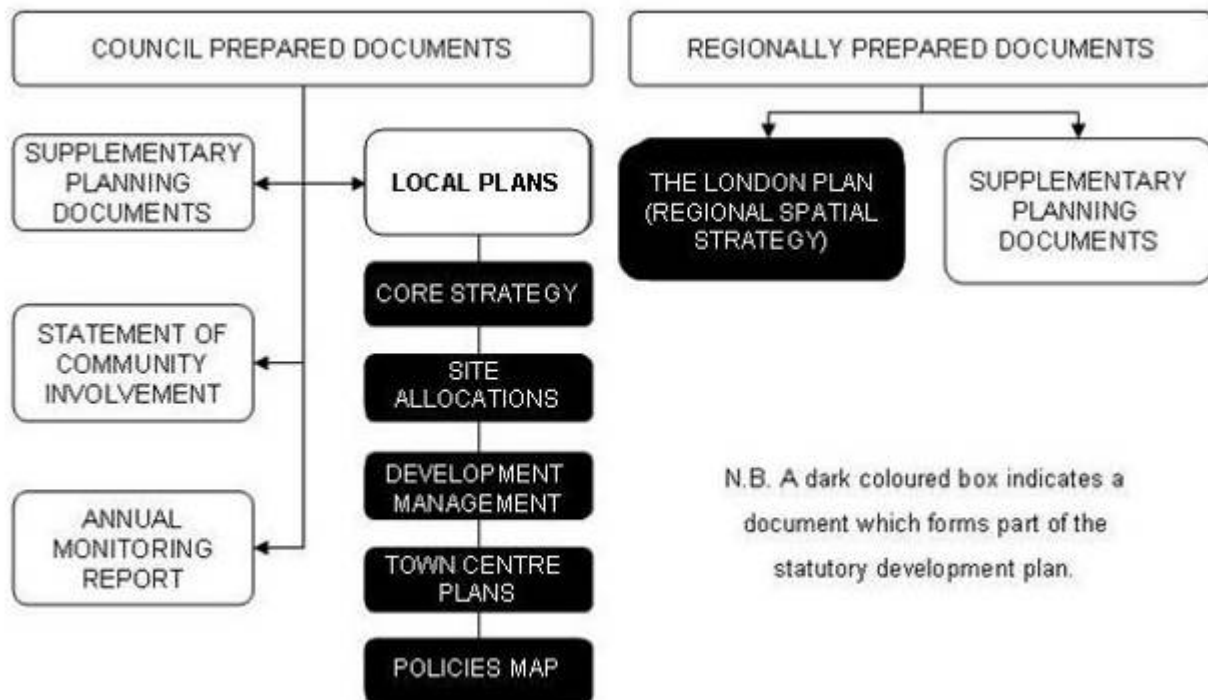 COUNCIL PREPARED DOCUMENTS
REGIONALLY PREPARED DOCUMENTS
SUPPLEMENTARY
PLANNING
DOCUMENTS
LOCAL PLANS
THE LONDON PLAN
(REGIONAL SPATIAL
STRATEGY)
SUPPLEMENTARY
PLANNING
DOCUMENTS
CORE STRATEGY
STATEMENT OF
COMMUNITY
INVOLVEMENT
SITE
ALLOCATIONS
DEVELOPMENT
MANAGEMENT
N.B. A dark coloured box indicates a
document which forms part of the
statutory development plan.
ANNUAL
MONITORING
REPORT
TOWN CENTRE
PLANS
POLICIES MAP